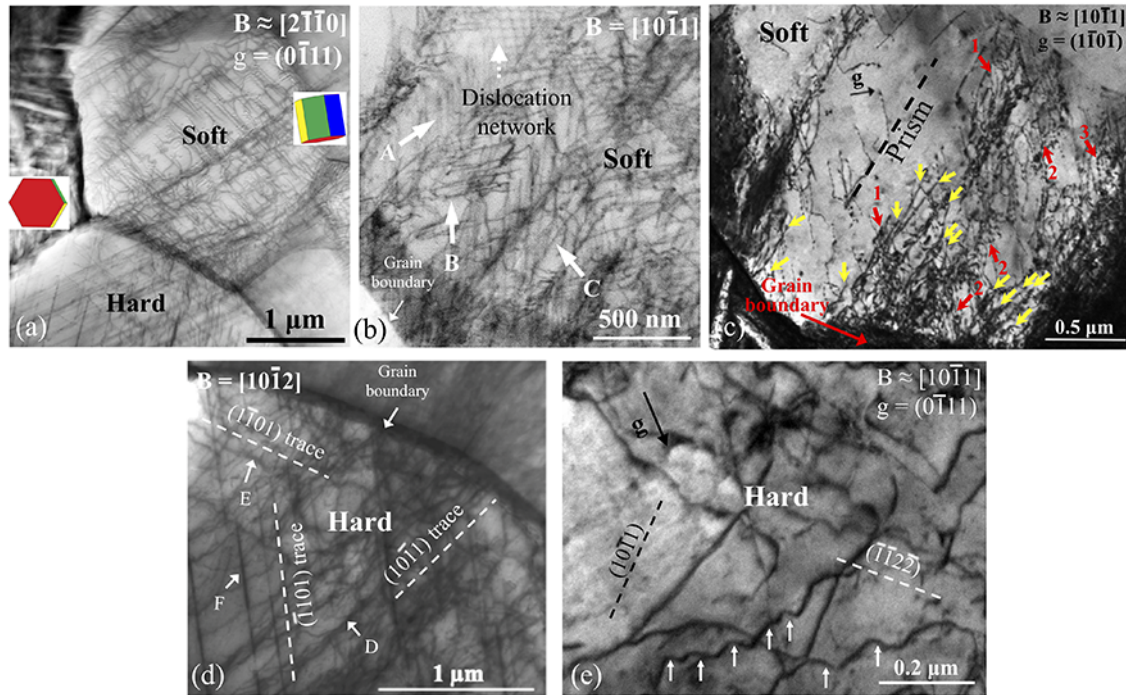 B ≈ [21̄1̄0]
g = (01̄11)
Soft
Hard
(a)
1 µm
B = [101̄1]
Dislocation
network
A
Soft
B
C
Grain
boundary
(b)
500 nm
B ≈ [101̄1]
g = (11̄01̄)
Soft
1
g
Prism
3
2
1
2
2
Grain
boundary
(c)
0.5 µm
B = [101̄2]
Grain
boundary
(11̄01) trace
E
Hard
(1̄101) trace
(101̄1) trace
F
D
(d)
1 µm
B ≈ [101̄1]
g = (01̄11)
g
Hard
(101̄1)
(1̄1̄22̄)
(e)
0.2 µm